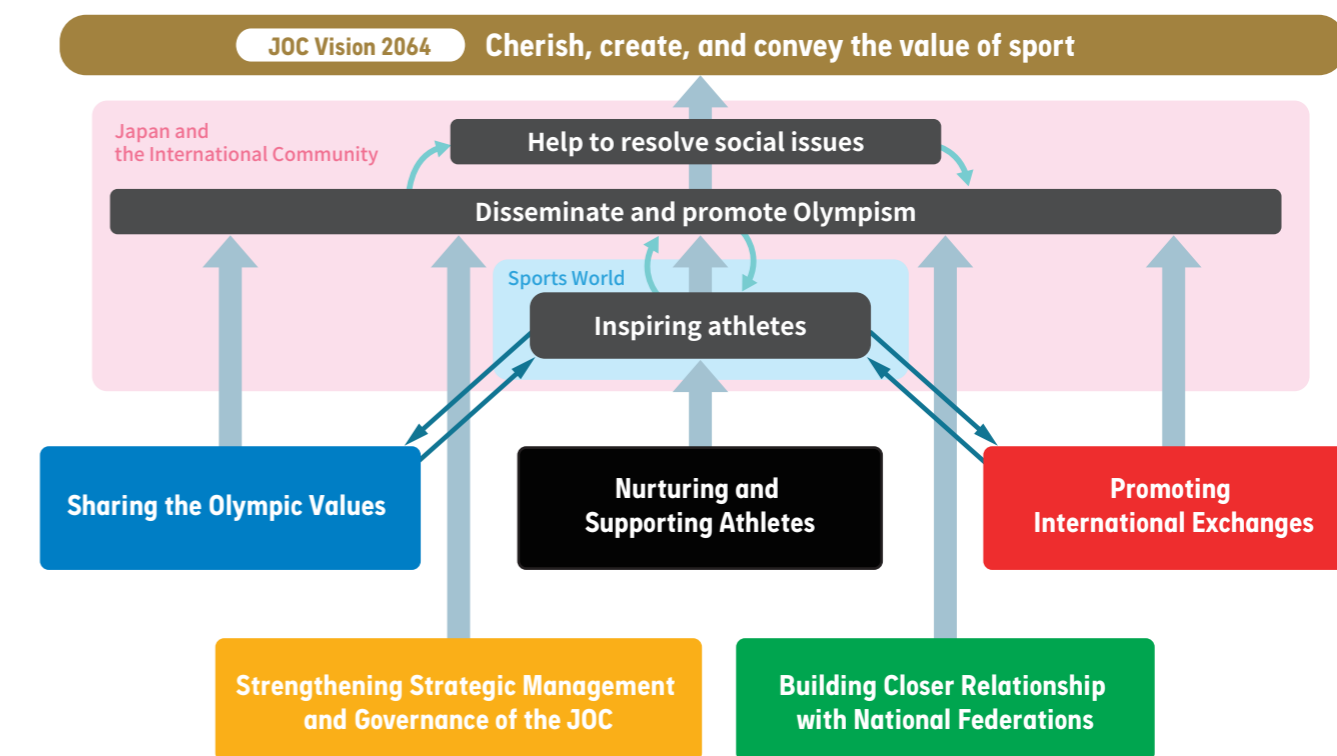 JOC Vision 2064 Cherish, create, and convey the value of sport
Japan and
the International Community
Help to resolve social issues
Disseminate and promote Olympism
Sports World
Inspiring athletes
Sharing the Olympic Values
Nurturing and
Supporting Athletes
Promoting
International Exchanges
Strengthening Strategic Management
and Governance of the JOC
Building Closer Relationship
with National Federations